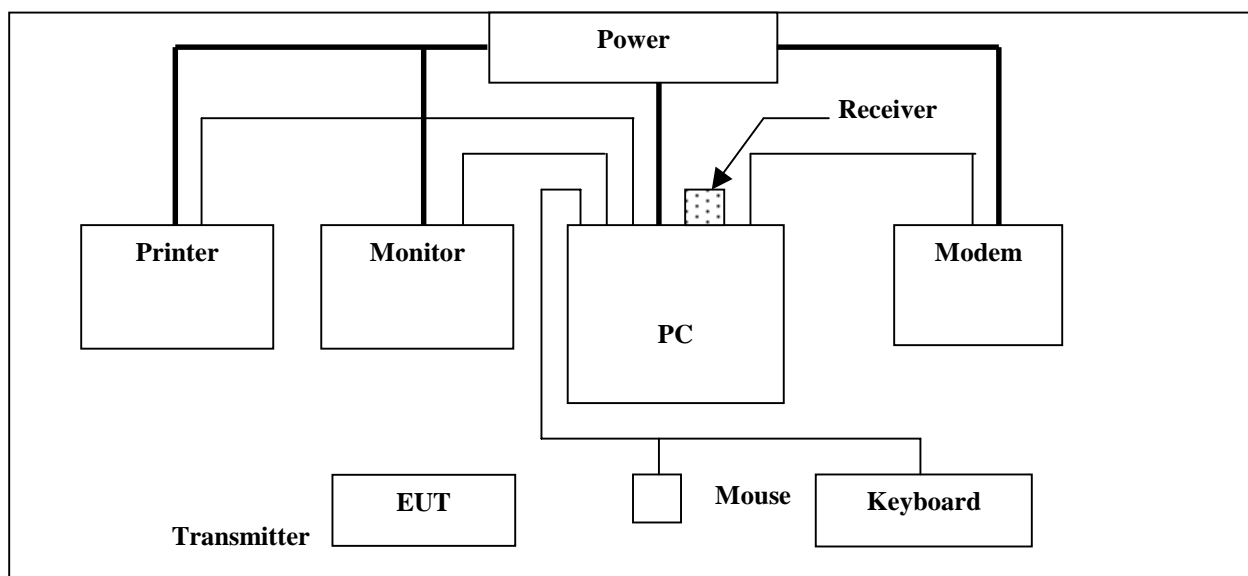 Power
Receiver
Printer
Monitor
Modem
PC
EUT
Mouse
Keyboard
Transmitter